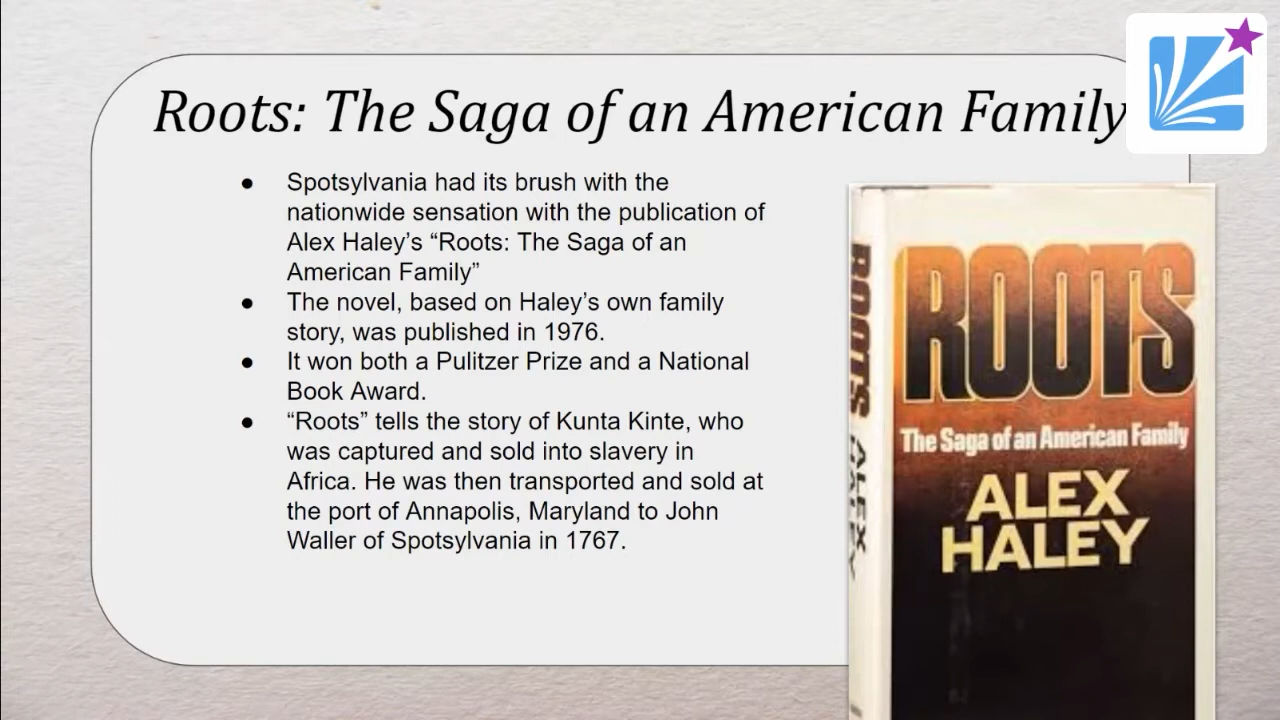 Roots: The Saga of an American Family
● Spotsylvania had its brush with the
nationwide sensation with the publication of
Alex Haley’s “Roots: The Saga of an
American Family”
● The novel, based on Haley’s own family
story, was published in 1976.
● It won both a Pulitzer Prize and a National
Book Award.
● “Roots” tells the story of Kunta Kinte, who
was captured and sold into slavery in
Africa. He was then transported and sold at
the port of Annapolis, Maryland to John
Waller of Spotsylvania in 1767.
ROOTS
The Saga of an American Family
ALEX
HALEY
ROOTS ALEX HALEY